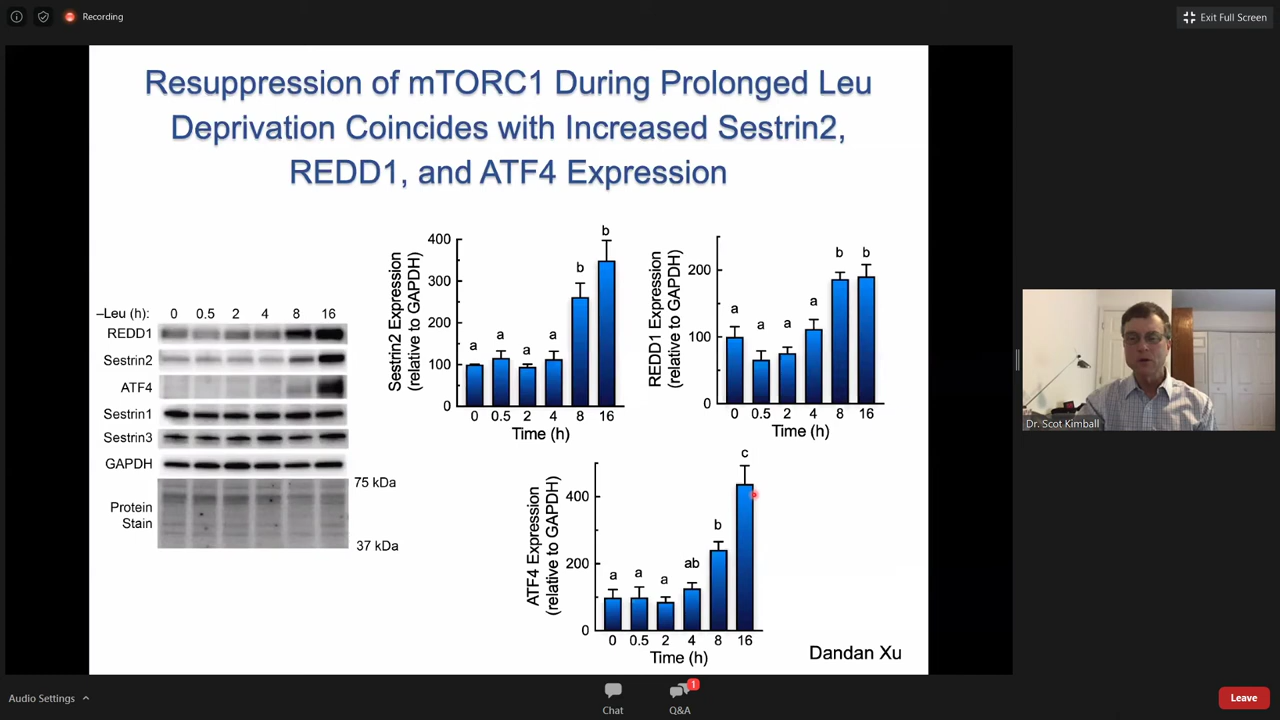 Recording
Exit Full Screen
Resuppression of mTORC1 During Prolonged Leu
Deprivation Coincides with Increased Sestrin2,
REDD1, and ATF4 Expression
–Leu (h): 0 0.5 2 4 8 16
REDD1
Sestrin2
ATF4
Sestrin1
Sestrin3
GAPDH
Protein
Stain
75 kDa
37 kDa
Sestrin2 Expression
(relative to GAPDH)
400
300
200
100
0
a a a a b b
0 0.5 2 4 8 16
Time (h)
REDD1 Expression
(relative to GAPDH)
200
100
0
a a a a b b
0 0.5 2 4 8 16
Time (h)
ATF4 Expression
(relative to GAPDH)
400
200
0
a a a ab b c
0 0.5 2 4 8 16
Time (h)
Dandan Xu
Dr. Scot Kimball
Audio Settings
Chat
1
Q&A
Leave